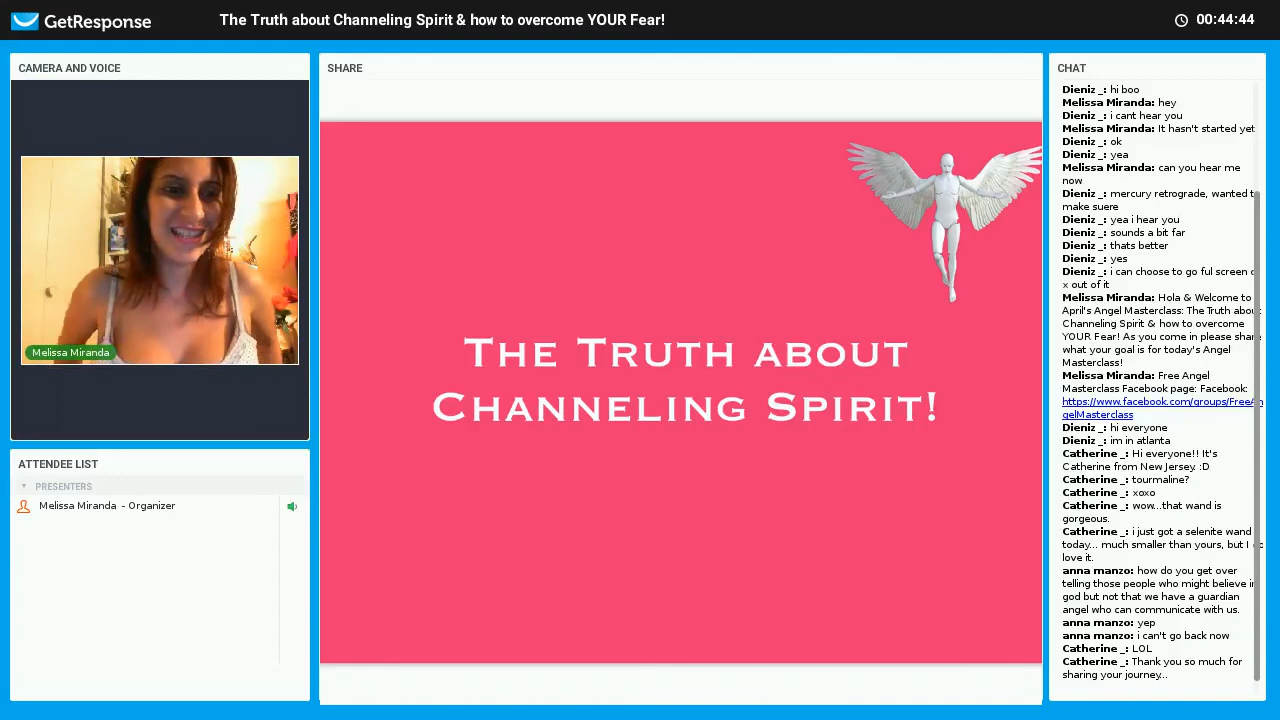 GetResponse
The Truth about Channeling Spirit & how to overcome YOUR Fear!
00:44:44
CAMERA AND VOICE
Melissa Miranda
ATTENDEE LIST
PRESENTERS
Melissa Miranda - Organizer
SHARE
THE TRUTH ABOUT
CHANNELING SPIRIT!
CHAT
Dieniz _: hi boo
Melissa Miranda: hey
Dieniz _: i cant hear you
Melissa Miranda: It hasn't started yet
Dieniz _: ok
Dieniz _: yea
Melissa Miranda: can you hear me
now
Dieniz _: mercury retrograde, wanted t
make suere
Dieniz _: yea i hear you
Dieniz _: sounds a bit far
Dieniz _: thats better
Dieniz _: yes
Dieniz _: i can choose to go ful screen o
x out of it
Melissa Miranda: Hola & Welcome to
April's Angel Masterclass: The Truth abou
Channeling Spirit & how to overcome
YOUR Fear! As you come in please shar
what your goal is for today's Angel
Masterclass!
Melissa Miranda: Free Angel
Masterclass Facebook page: Facebook:
https://www.facebook.com/groups/FreeAn
gelMasterclass
Dieniz _: hi everyone
Dieniz _: im in atlanta
Catherine _: Hi everyone!! It's
Catherine from New Jersey. :D
Catherine _: tourmaline?
Catherine _: xoxo
Catherine _: wow...that wand is
gorgeous.
Catherine _: i just got a selenite wand
today... much smaller than yours, but I do
love it.
anna manzo: how do you get over
telling those people who might believe in
god but not that we have a guardian
angel who can communicate with us.
anna manzo: yep
anna manzo: i can't go back now
Catherine _: LOL
Catherine _: Thank you so much for
sharing your journey...